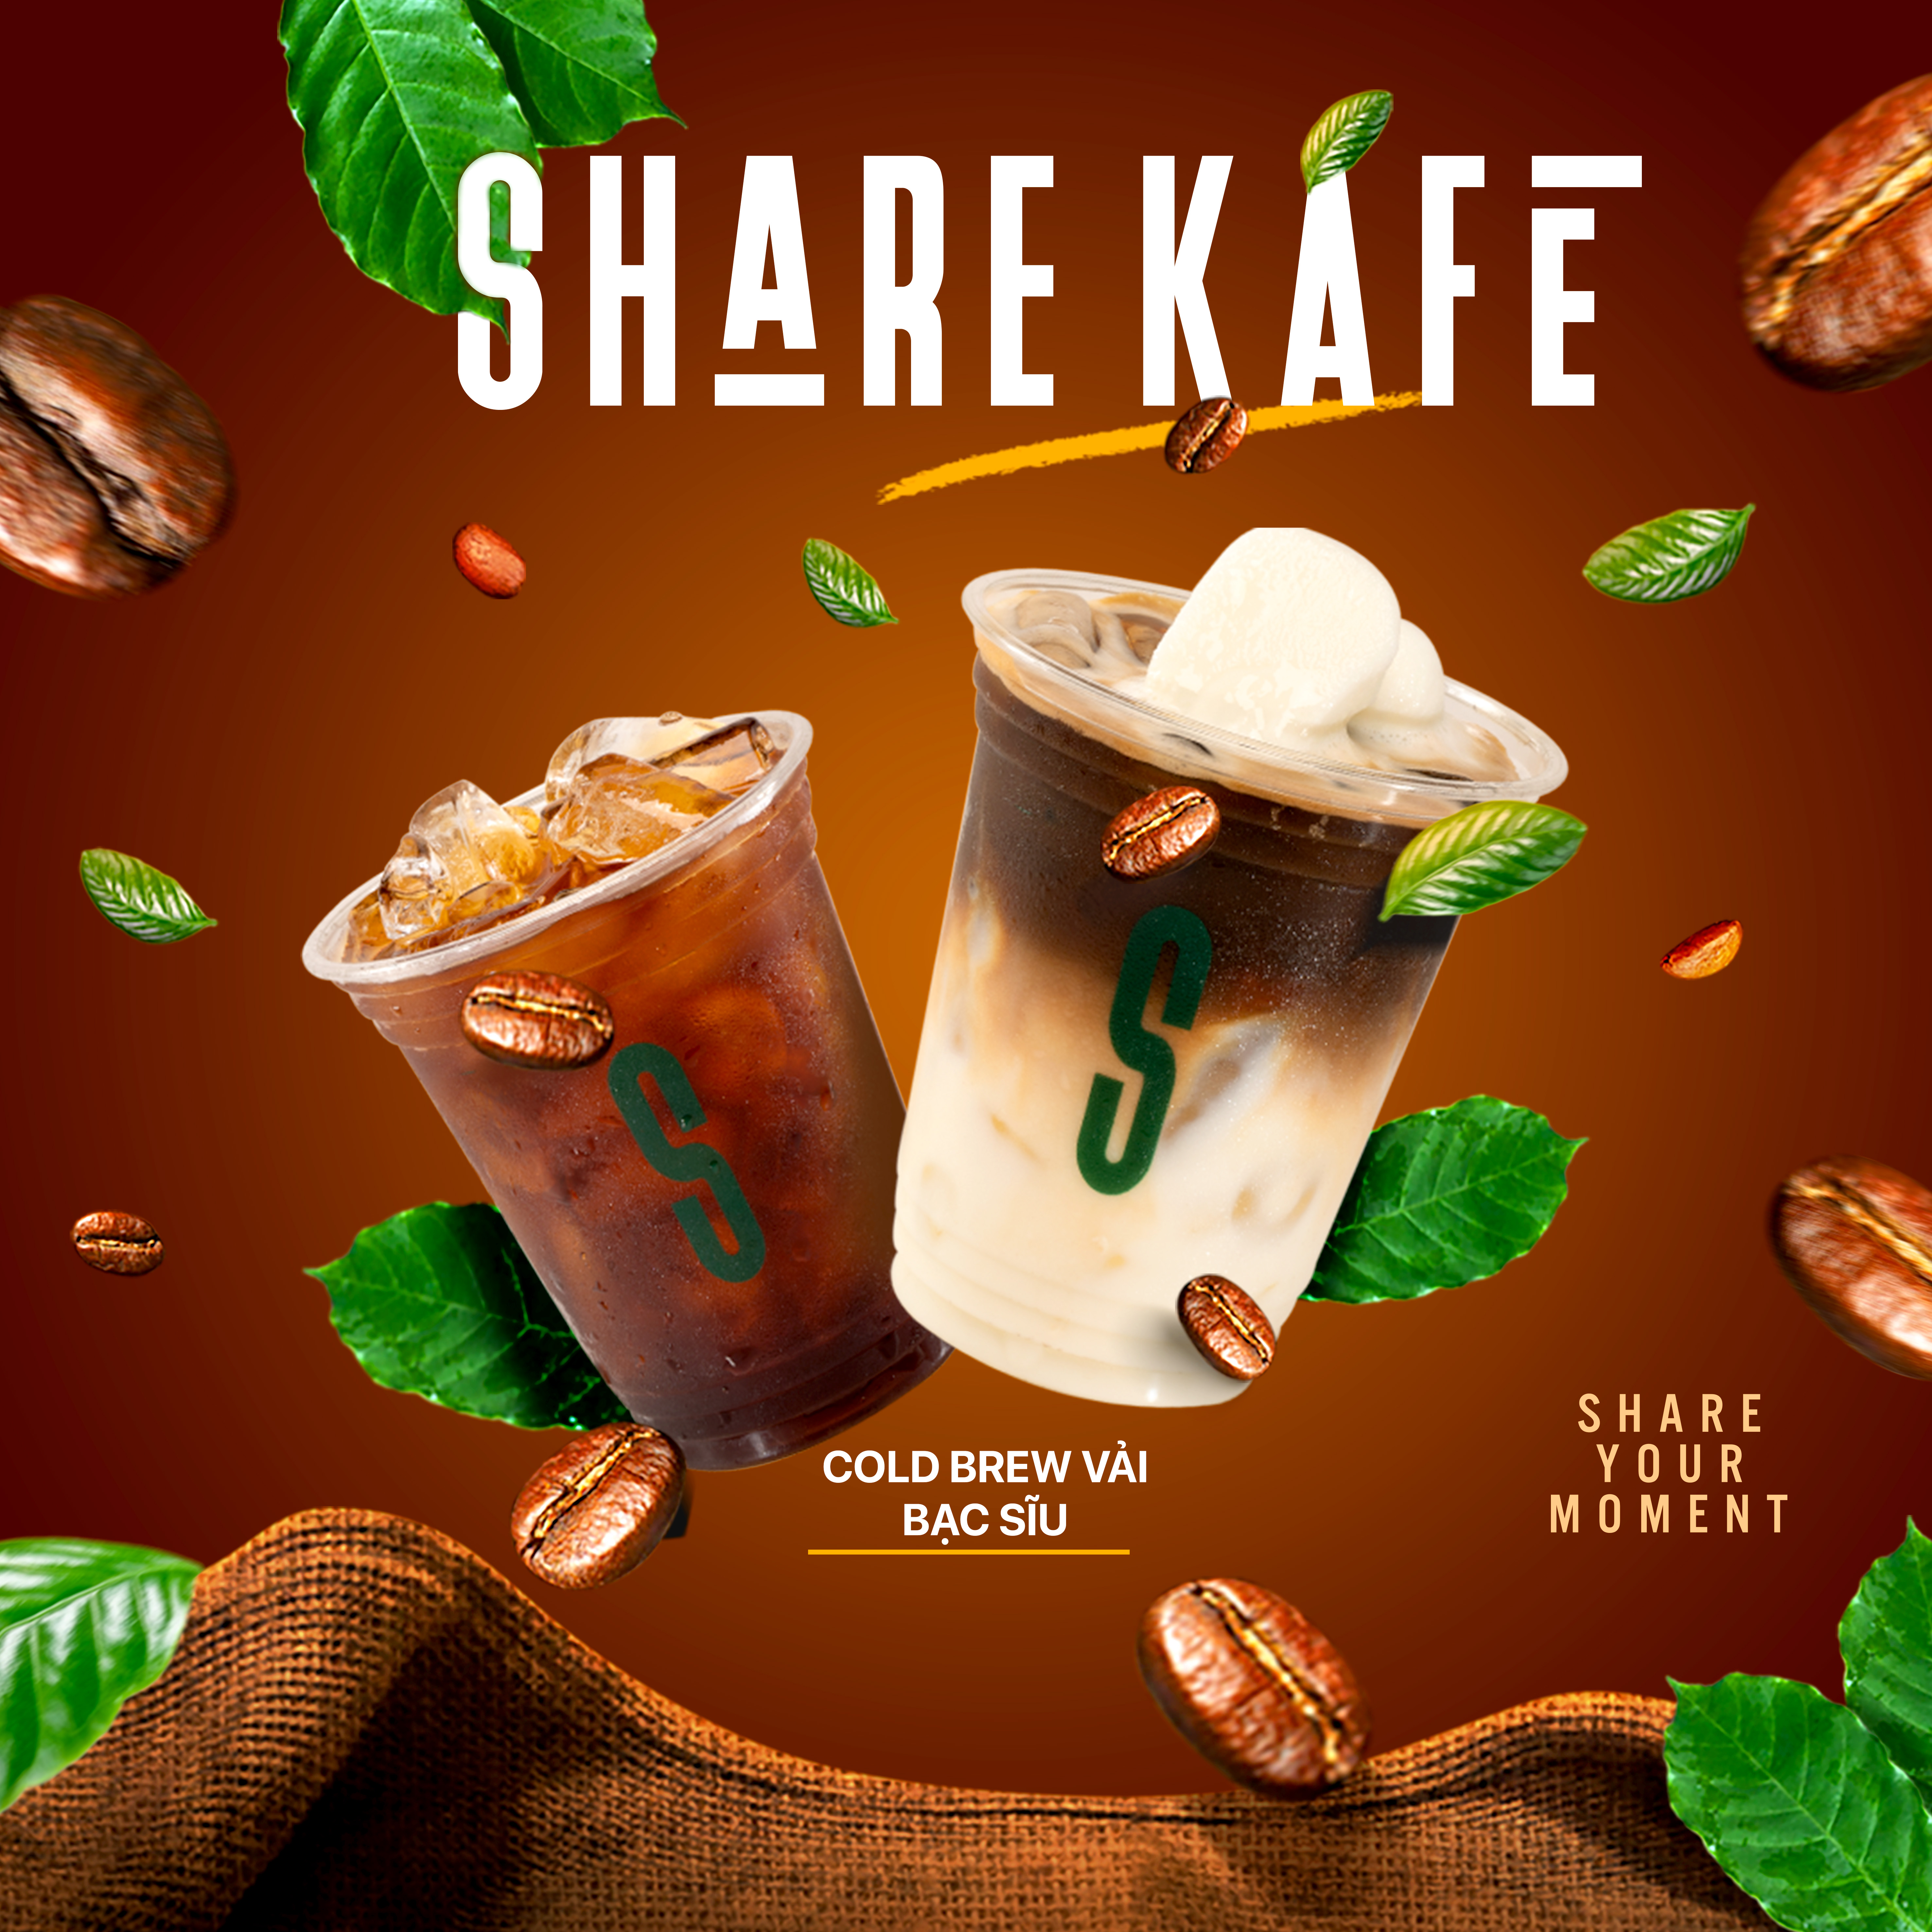 SHARE KAFE
S
S
COLD BREW VẢI
BẠC SĨU
SHARE
YOUR
MOMENT